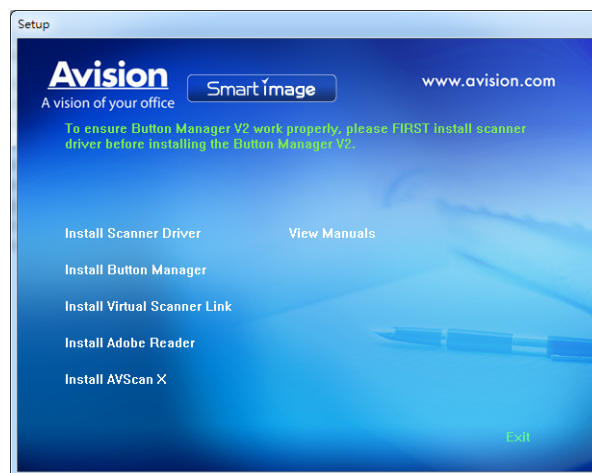 Setup
Avision
A vision of your office
Smart image
www.avision.com
To ensure Button Manager V2 work properly, please FIRST install scanner
driver before installing the Button Manager V2.
Install Scanner Driver
View Manuals
Install Button Manager
Install Virtual Scanner Link
Install Adobe Reader
Install AVScan X
Exit